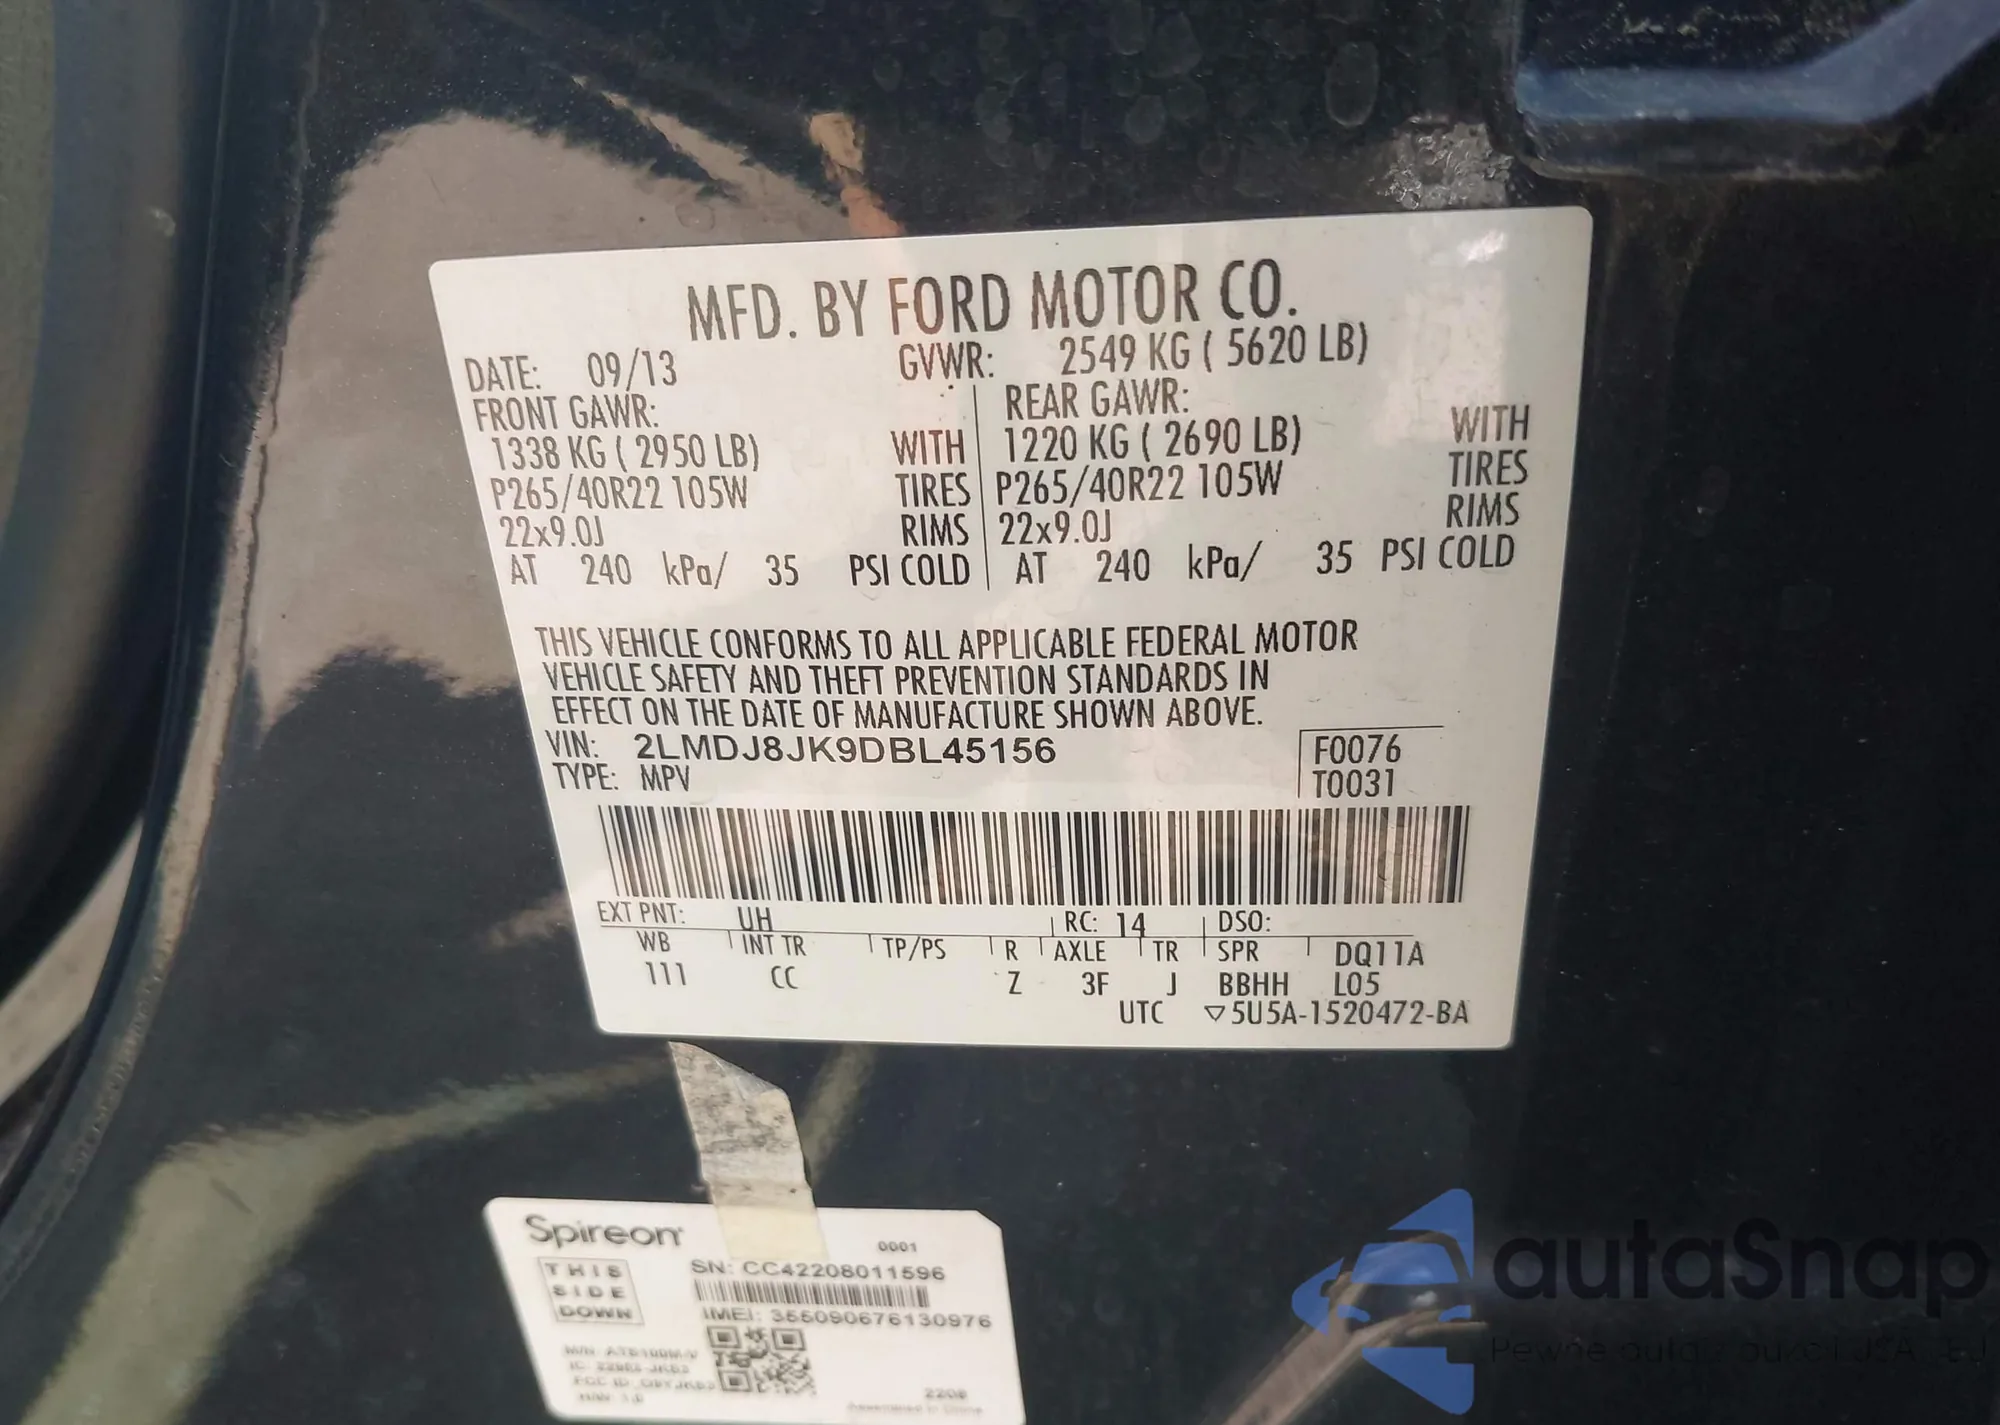 MFD. BY FORD MOTOR CO.
DATE: 09/13 GVWR: 2549 KG ( 5620 LB)
FRONT GAWR: REAR GAWR:
1338 KG ( 2950 LB) WITH 1220 KG ( 2690 LB) WITH
P265/40R22 105W TIRES P265/40R22 105W TIRES
22x9.0J RIMS 22x9.0J RIMS
AT 240 kPa/ 35 PSI COLD AT 240 kPa/ 35 PSI COLD
THIS VEHICLE CONFORMS TO ALL APPLICABLE FEDERAL MOTOR
VEHICLE SAFETY AND THEFT PREVENTION STANDARDS IN
EFFECT ON THE DATE OF MANUFACTURE SHOWN ABOVE.
VIN: 2LMDJ8JK9DBL45156 F0076
TYPE: MPV T0031
EXT PNT: UH RC: 14 DSO:
WB INT TR TP/PS R AXLE TR SPR DQ11A
111 CC Z 3F J BBHH L05
UTC ▽5U5A-1520472-BA
Spireon
0001
THIS
SIDE
DOWN
SN: CC42208011596
IMEI: 355090676130976
2208
Assembled in China
autaSnap
Pewne auta